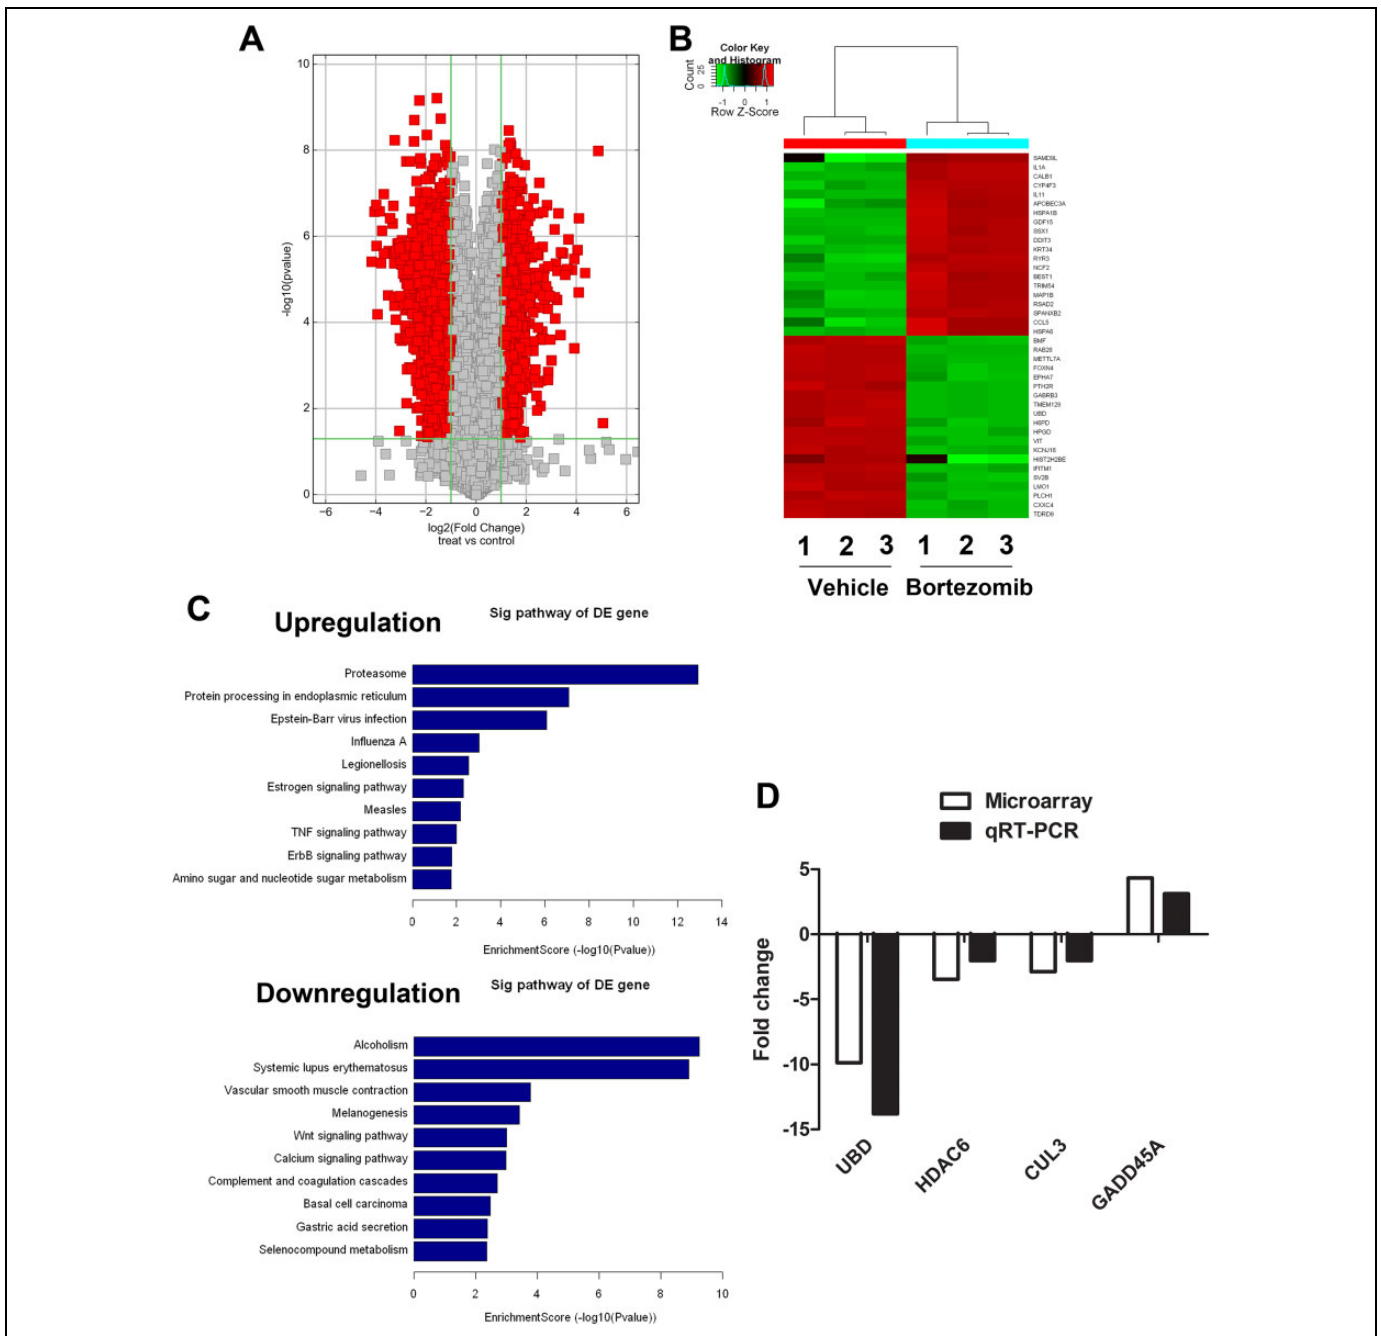 A
10
8
6
4
2
0
-log10(pvalue)
−6
−4
−2
0
2
4
6
log2(Fold Change)
treat vs control
B
Color Key
and Histogram
Count
0 25
-1 0 1
Row Z-Score
SAMD9L
IL1A
CALB1
CYP4F3
IL11
APOBEC3A
HSPA1B
GDF15
SSX1
DDIT3
KRT34
RYR3
NCF2
BEST1
TRIM54
MAP1B
RSAD2
SPANXB2
CCL5
HSPA6
BMF
RAB26
METTL7A
FOXN4
EPHA7
PTH2R
GABRB3
TMEM129
UBD
H6PD
HPGD
VIT
KCNJ16
HIST2H2BE
IFITM1
SV2B
LMO1
PLCH1
CXXC4
TDRD9
1 2 3 1 2 3
Vehicle Bortezomib
C
Upregulation
Sig pathway of DE gene
Proteasome
Protein processing in endoplasmic reticulum
Epstein-Barr virus infection
Influenza A
Legionellosis
Estrogen signaling pathway
Measles
TNF signaling pathway
ErbB signaling pathway
Amino sugar and nucleotide sugar metabolism
0 2 4 6 8 10 12 14
EnrichmentScore (-log10(Pvalue))
Downregulation
Sig pathway of DE gene
Alcoholism
Systemic lupus erythematosus
Vascular smooth muscle contraction
Melanogenesis
Wnt signaling pathway
Calcium signaling pathway
Complement and coagulation cascades
Basal cell carcinoma
Gastric acid secretion
Selenocompound metabolism
0 2 4 6 8 10
EnrichmentScore (-log10(Pvalue))
D
Microarray
qRT-PCR
5
0
-5
-10
-15
Fold change
UBD
HDAC6
CUL3
GADD45A